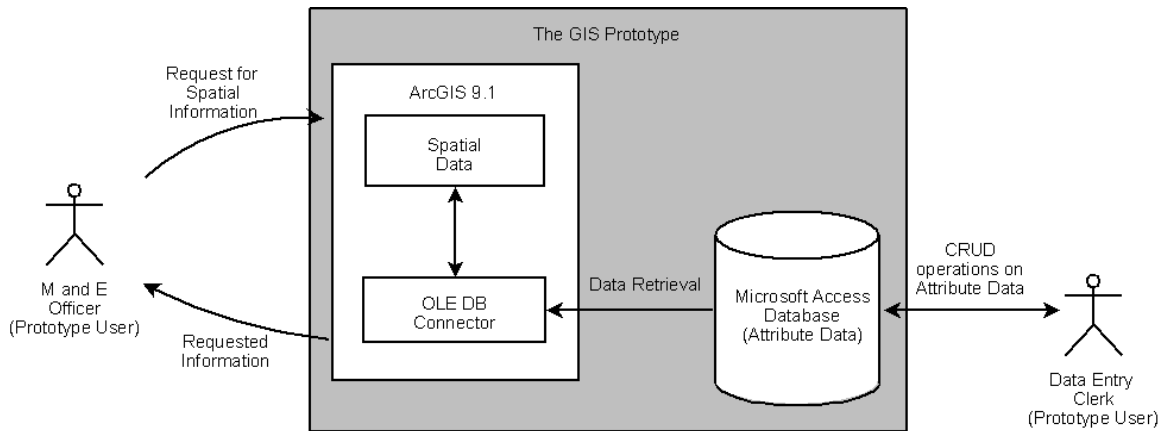 The GIS Prototype
Request for
Spatial
Information
ArcGIS 9.1
Spatial
Data
M and E
Officer
(Prototype User)
Requested
Information
OLE DB
Connector
Data Retrieval
Microsoft Access
Database
(Attribute Data)
CRUD
operations on
Attribute Data
Data Entry
Clerk
(Prototype User)